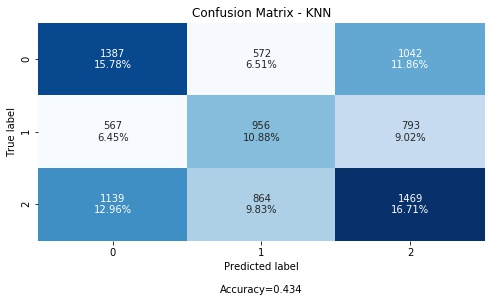 Confusion Matrix - KNN
1387 572 1042
15.78% 6.51% 11.86%
0
567 956 793
6.45% 10.88% 9.02%
1
1139 864 1469
12.96% 9.83% 16.71%
2
True label
0 1 2
Predicted label
Accuracy=0.434